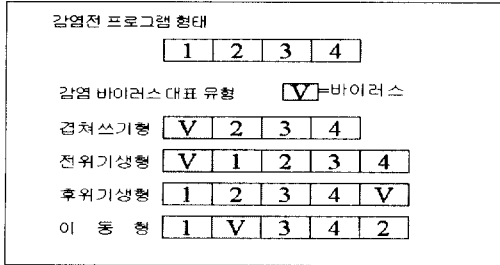 감염전 프로그램 형태
1 2 3 4
감염 바이러스 대표 유형 V=바이러스
겹쳐쓰기형 V 2 3 4
전위기생형 V 1 2 3 4
후위기생형 1 2 3 4 V
이 동 형 1 V 3 4 2